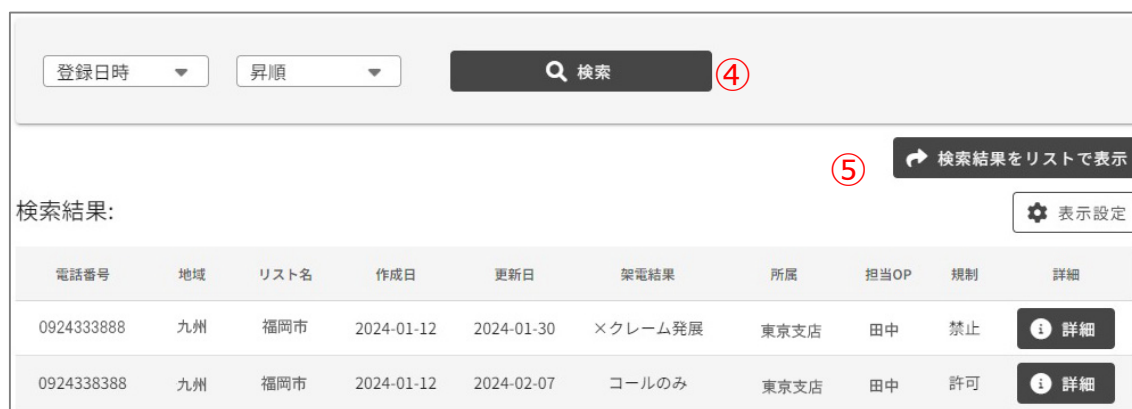 登録日時 昇順 検索 ④
⑤ 検索結果をリストで表示
検索結果: 表示設定
電話番号 地域 リスト名 作成日 更新日 架電結果 所属 担当OP 規制 詳細
0924333888 九州 福岡市 2024-01-12 2024-01-30 ×クレーム発展 東京支店 田中 禁止 詳細
0924338388 九州 福岡市 2024-01-12 2024-02-07 コールのみ 東京支店 田中 許可 詳細